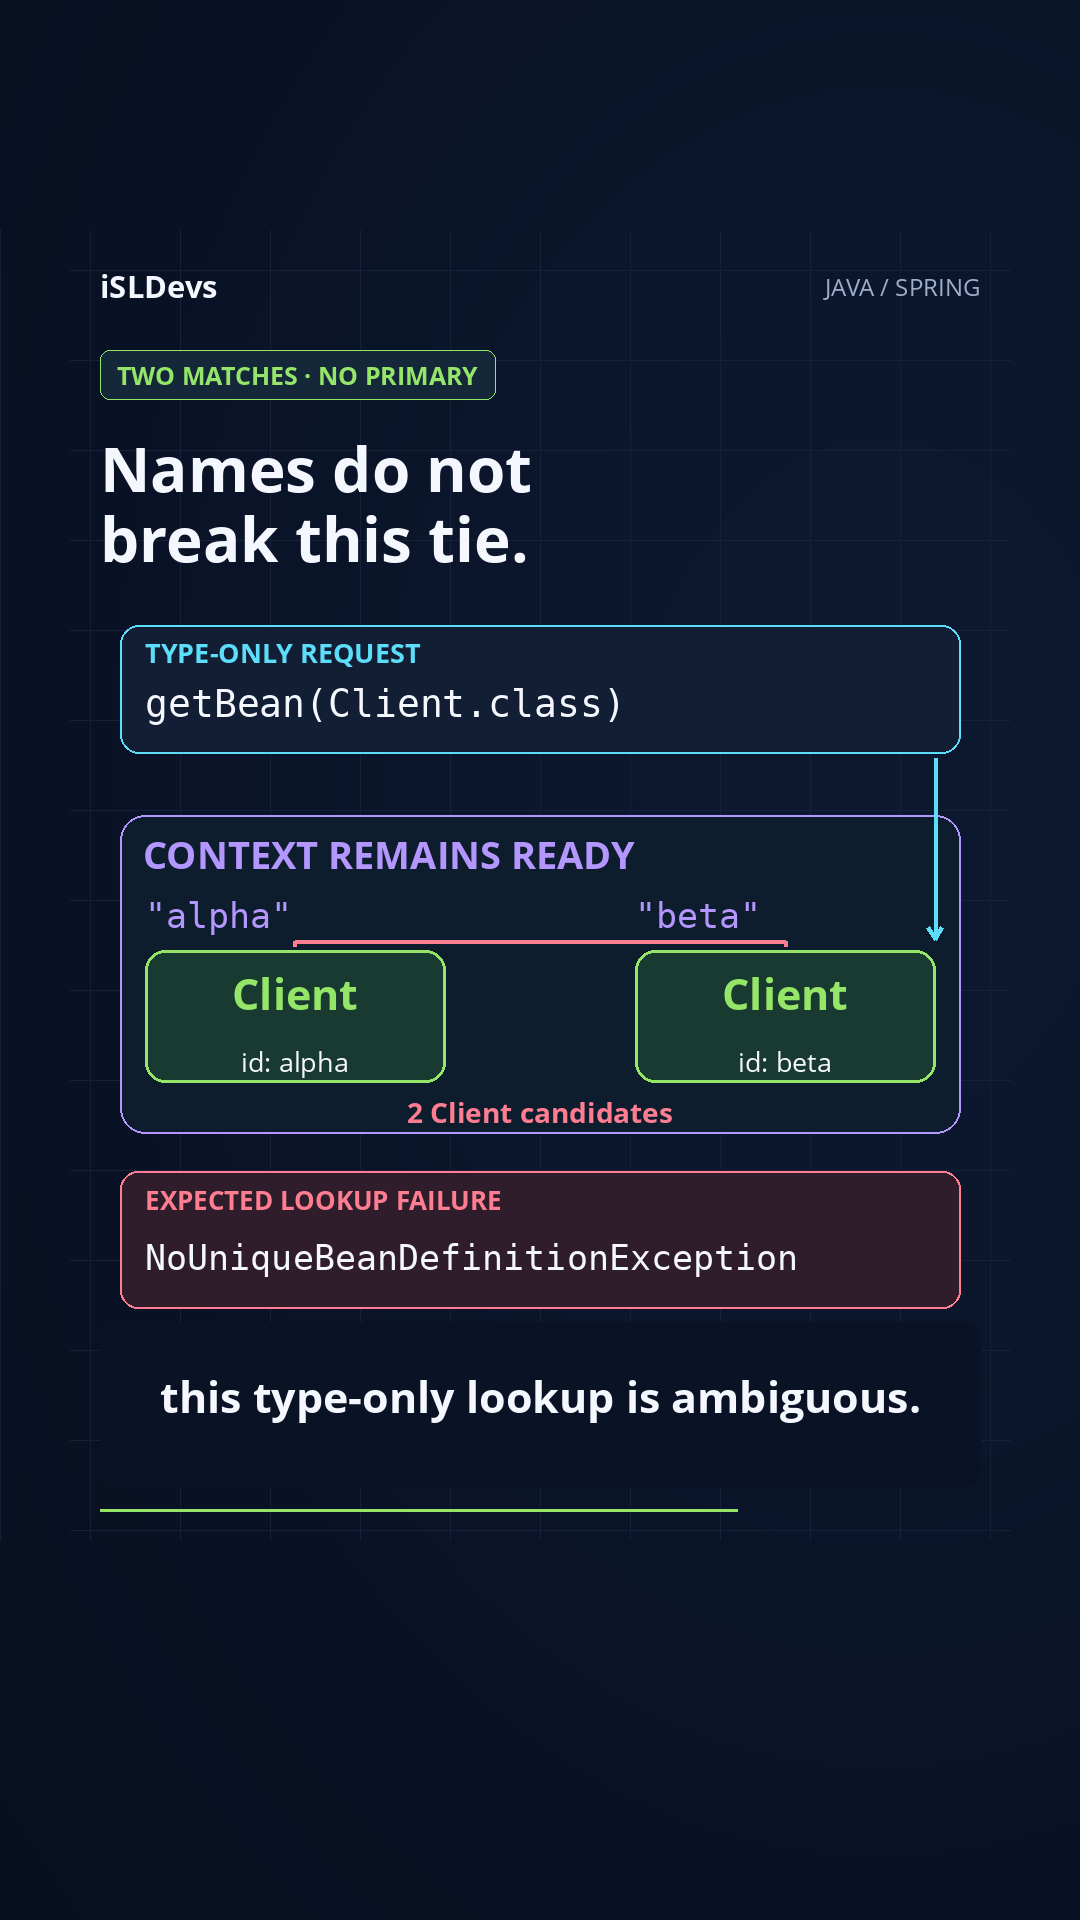 iSLDevs
JAVA / SPRING
TWO MATCHES · NO PRIMARY
Names do not
break this tie.
TYPE-ONLY REQUEST
getBean(Client.class)
CONTEXT REMAINS READY
"alpha"
"beta"
Client
id: alpha
Client
id: beta
2 Client candidates
EXPECTED LOOKUP FAILURE
NoUniqueBeanDefinitionException
this type-only lookup is ambiguous.